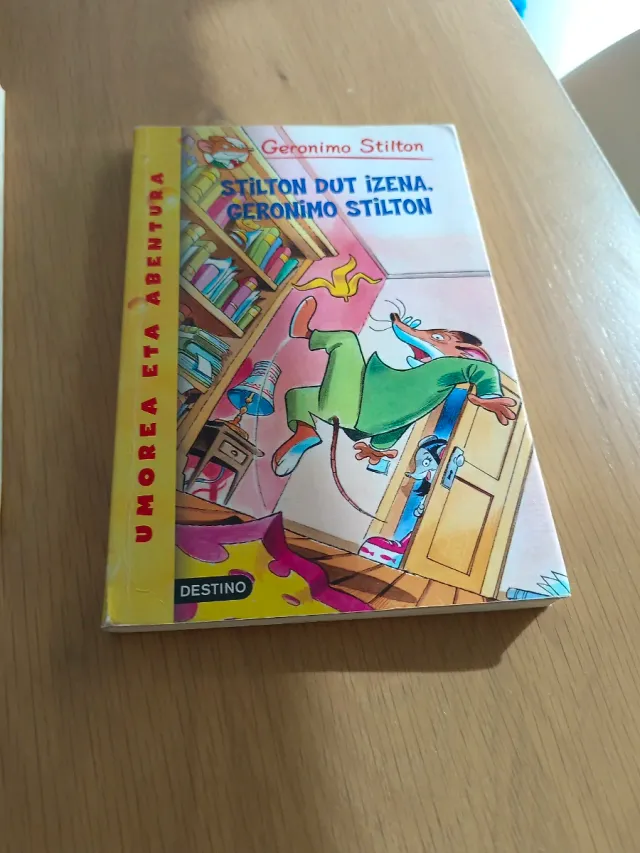 Geronimo Stilton
STILTON DUT IZENA,
GERONIMO STILTON
UMOREA ETA ABENTURA
DESTINO